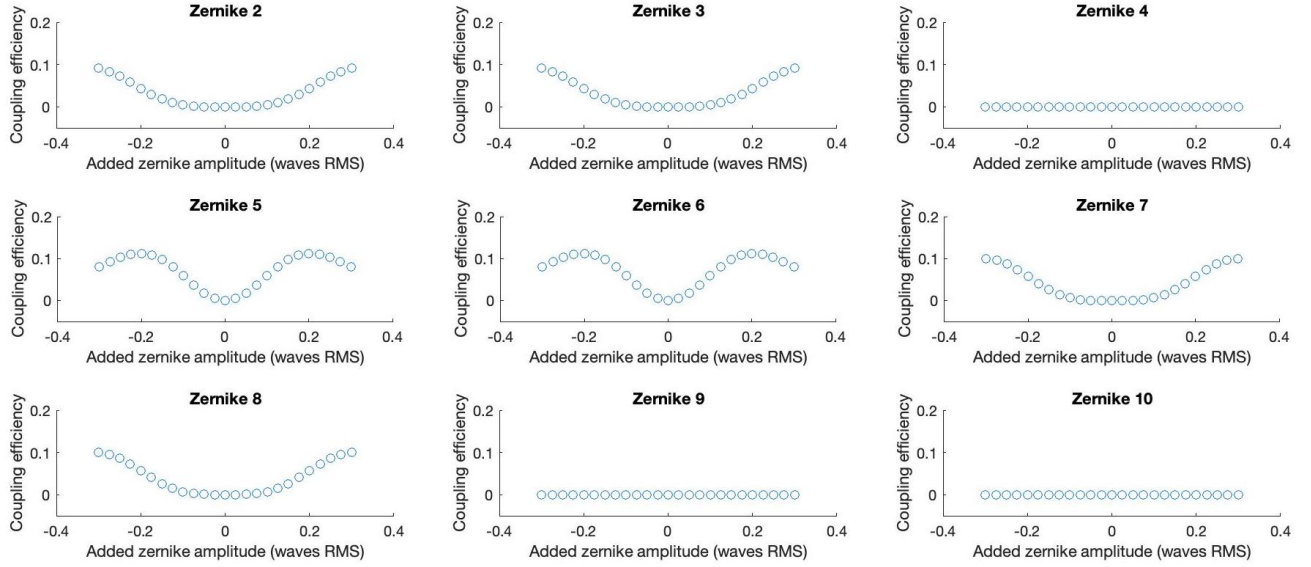 Zernike 2
0.2
0.1
0
Coupling efficiency
-0.4 -0.2 0 0.2 0.4
Added zernike amplitude (waves RMS)
Zernike 3
0.2
0.1
0
Coupling efficiency
-0.4 -0.2 0 0.2 0.4
Added zernike amplitude (waves RMS)
Zernike 4
0.2
0.1
0
Coupling efficiency
-0.4 -0.2 0 0.2 0.4
Added zernike amplitude (waves RMS)
Zernike 5
0.2
0.1
0
Coupling efficiency
-0.4 -0.2 0 0.2 0.4
Added zernike amplitude (waves RMS)
Zernike 6
0.2
0.1
0
Coupling efficiency
-0.4 -0.2 0 0.2 0.4
Added zernike amplitude (waves RMS)
Zernike 7
0.2
0.1
0
Coupling efficiency
-0.4 -0.2 0 0.2 0.4
Added zernike amplitude (waves RMS)
Zernike 8
0.2
0.1
0
Coupling efficiency
-0.4 -0.2 0 0.2 0.4
Added zernike amplitude (waves RMS)
Zernike 9
0.2
0.1
0
Coupling efficiency
-0.4 -0.2 0 0.2 0.4
Added zernike amplitude (waves RMS)
Zernike 10
0.2
0.1
0
Coupling efficiency
-0.4 -0.2 0 0.2 0.4
Added zernike amplitude (waves RMS)